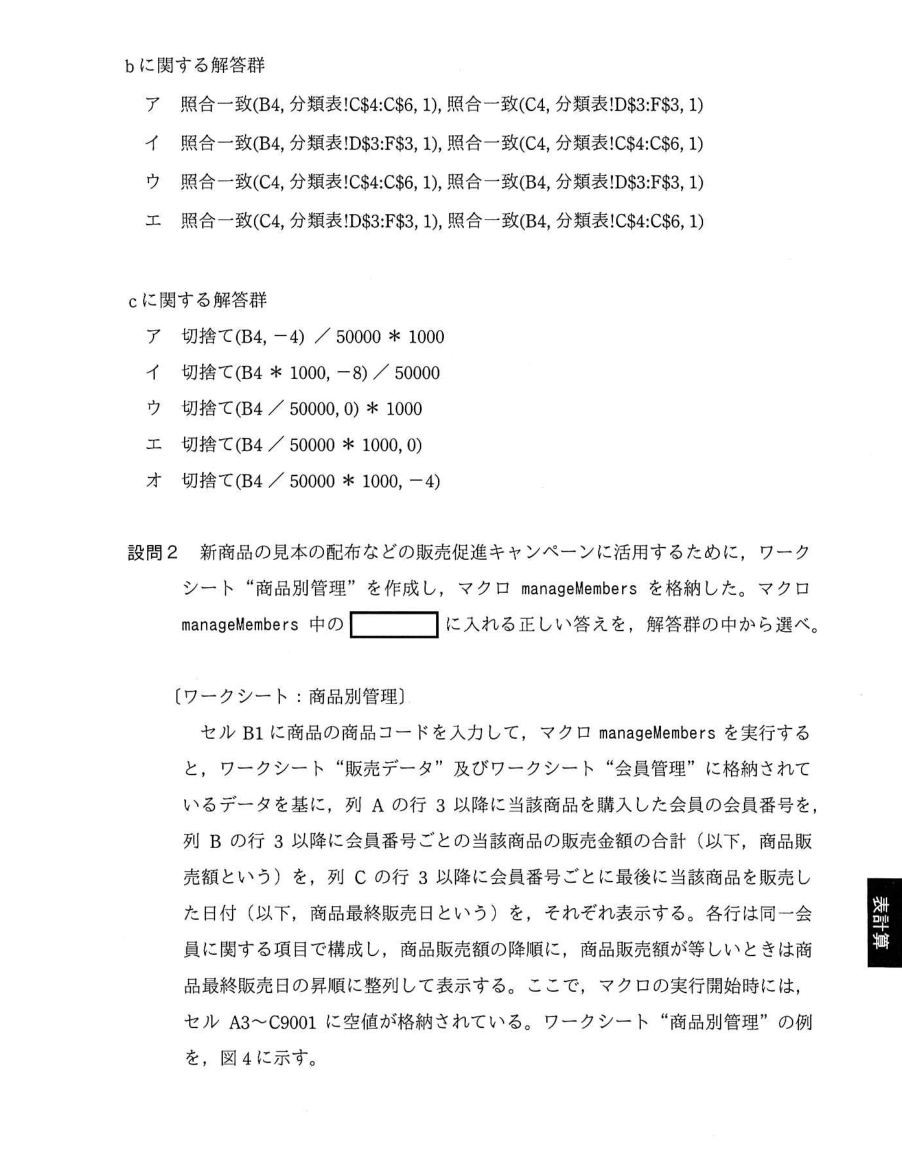 bに関する解答群
ア 照合一致(B4, 分類表!C$4:C$6, 1), 照合一致(C4, 分類表!D$3:F$3, 1)
イ 照合一致(B4, 分類表!D$3:F$3, 1), 照合一致(C4, 分類表!C$4:C$6, 1)
ウ 照合一致(C4, 分類表!C$4:C$6, 1), 照合一致(B4, 分類表!D$3:F$3, 1)
エ 照合一致(C4, 分類表!D$3:F$3, 1), 照合一致(B4, 分類表!C$4:C$6, 1)
cに関する解答群
ア 切捨て(B4, −4) ／ 50000 ＊ 1000
イ 切捨て(B4 ＊ 1000, −8) ／ 50000
ウ 切捨て(B4 ／ 50000, 0) ＊ 1000
エ 切捨て(B4 ／ 50000 ＊ 1000, 0)
オ 切捨て(B4 ／ 50000 ＊ 1000, −4)
設問2 新商品の見本の配布などの販売促進キャンペーンに活用するために，ワーク
シート“商品別管理”を作成し，マクロ manageMembers を格納した。マクロ
manageMembers 中の に入れる正しい答えを，解答群の中から選べ。
〔ワークシート：商品別管理〕
セル B1 に商品の商品コードを入力して，マクロ manageMembers を実行する
と，ワークシート“販売データ”及びワークシート“会員管理”に格納されて
いるデータを基に，列 A の行 3 以降に当該商品を購入した会員の会員番号を，
列 B の行 3 以降に会員番号ごとの当該商品の販売金額の合計（以下，商品販
売額という）を，列 C の行 3 以降に会員番号ごとに最後に当該商品を販売し
た日付（以下，商品最終販売日という）を，それぞれ表示する。各行は同一会
員に関する項目で構成し，商品販売額の降順に，商品販売額が等しいときは商
品最終販売日の昇順に整列して表示する。ここで，マクロの実行開始時には，
セル A3～C9001 に空値が格納されている。ワークシート“商品別管理”の例
を，図 4 に示す。
表計算